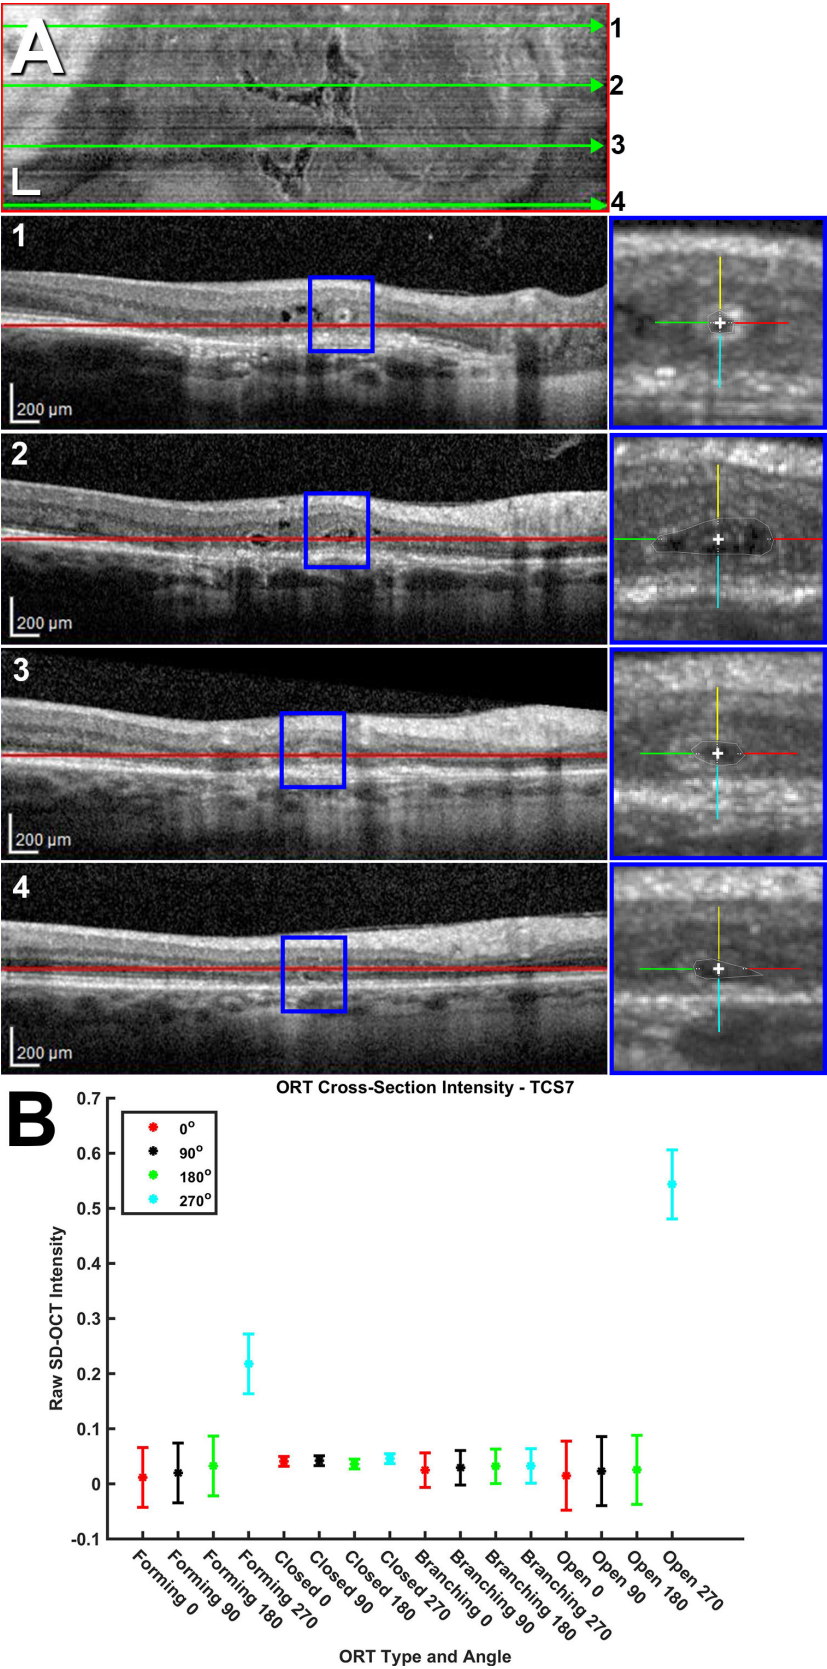 A
1
2
3
4
1
200 µm
2
200 µm
3
200 µm
4
200 µm
B
ORT Cross-Section Intensity - TCS7
0.7
0.6
0.5
0.4
0.3
0.2
0.1
0
-0.1
Raw SD-OCT Intensity
0°
90°
180°
270°
Forming 0
Forming 90
Forming 180
Forming 270
Closed 0
Closed 90
Closed 180
Closed 270
Branching 0
Branching 90
Branching 180
Branching 270
Open 0
Open 90
Open 180
Open 270
ORT Type and Angle